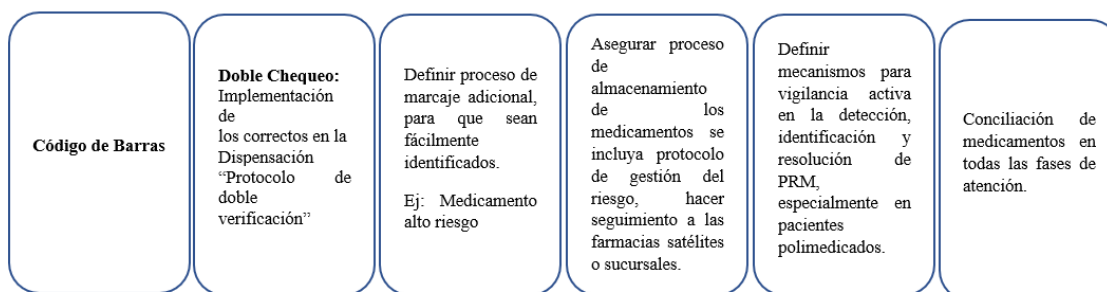 Código de Barras
Doble Chequeo:
Implementación
de
los correctos en la
Dispensación
“Protocolo de
doble
verificación”
Definir proceso de
marcaje adicional,
para que sean
fácilmente
identificados.
Ej: Medicamento
alto riesgo
Asegurar proceso
de
almacenamiento
de los
medicamentos se
incluya protocolo
de gestión del
riesgo, hacer
seguimiento a las
farmacias satélites
o sucursales.
Definir
mecanismos para
vigilancia activa
en la detección,
identificación y
resolución de
PRM,
especialmente en
pacientes
polimedicados.
Conciliación de
medicamentos en
todas las fases de
atención.